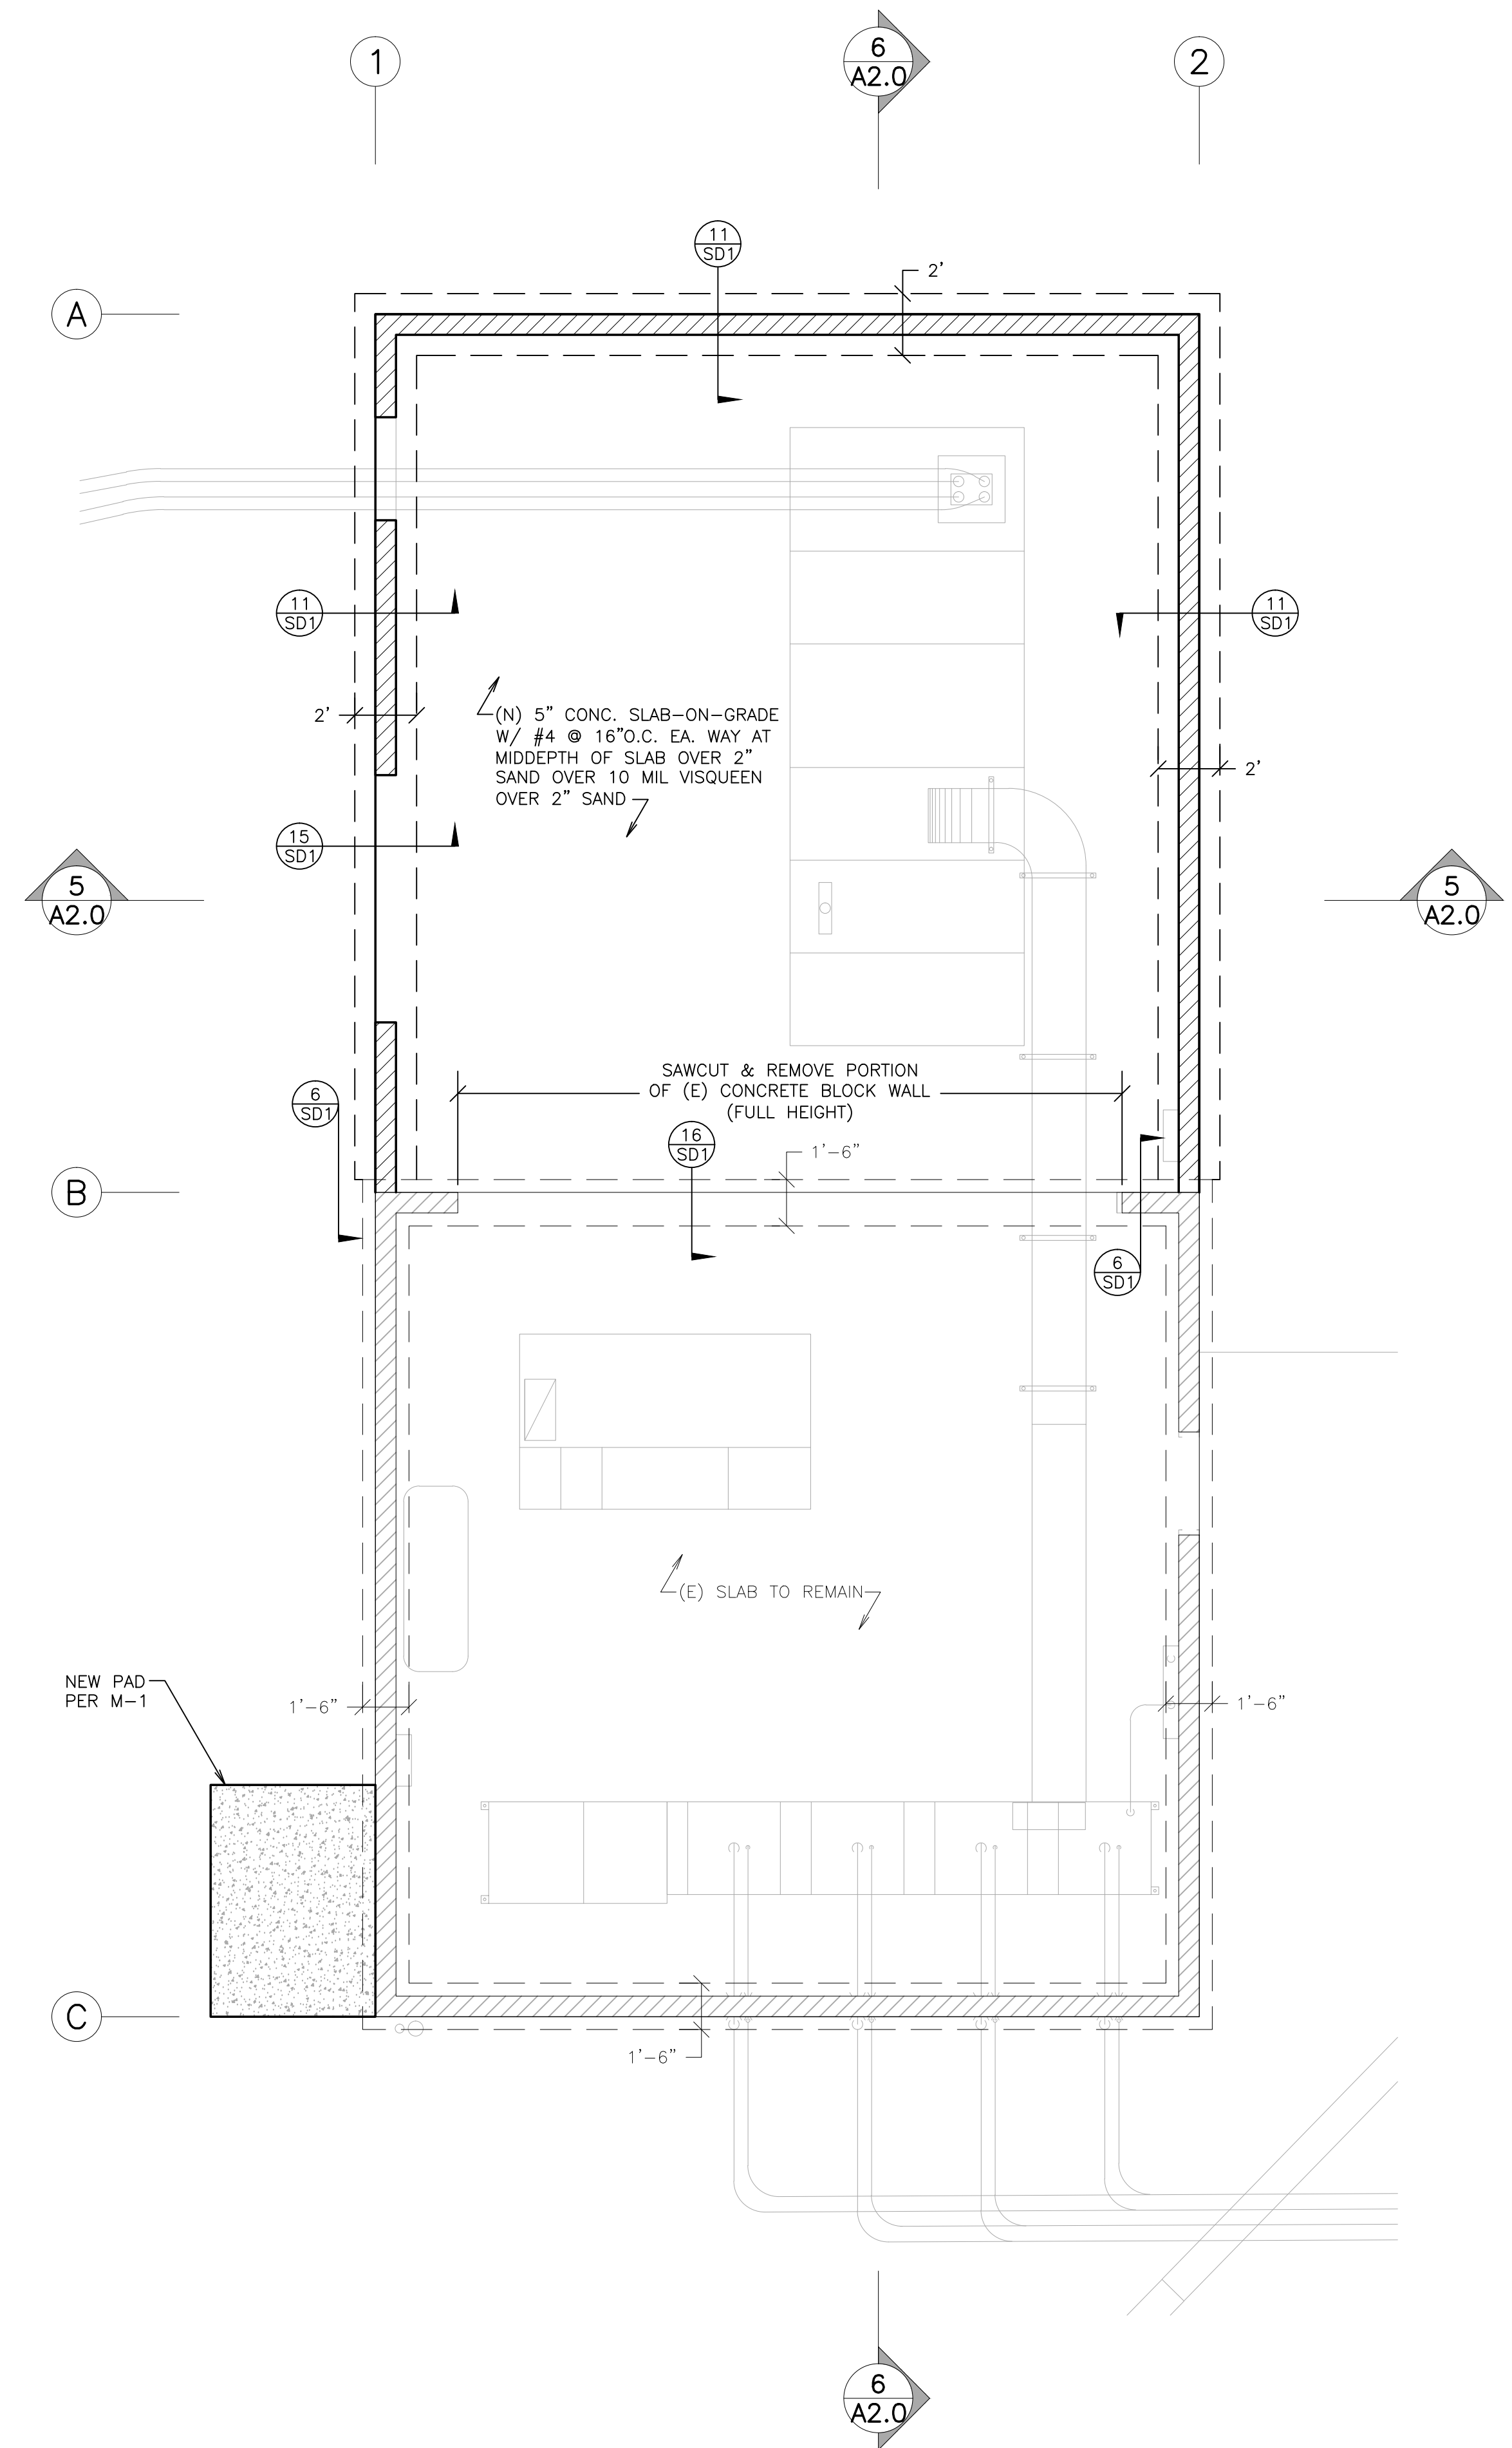 1
6
A2.0
2
11
SD1
2'
A
11
SD1
11
SD1
2'
(N) 5" CONC. SLAB-ON-GRADE
W/ #4 @ 16"O.C. EA. WAY AT
MIDDEPTH OF SLAB OVER 2"
SAND OVER 10 MIL VISQUEEN
OVER 2" SAND
2'
15
SD1
5
A2.0
5
A2.0
SAWCUT & REMOVE PORTION
OF (E) CONCRETE BLOCK WALL
(FULL HEIGHT)
6
SD1
16
SD1
1'-6"
B
6
SD1
(E) SLAB TO REMAIN
NEW PAD
PER M-1
1'-6"
1'-6"
C
1'-6"
6
A2.0